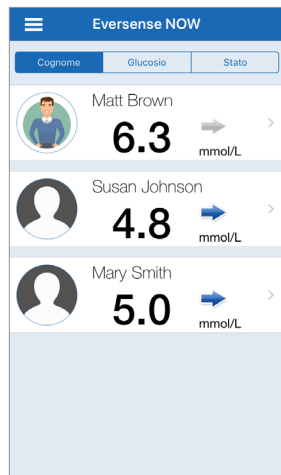 Eversense NOW
Cognome Glucosio Stato
Matt Brown
6.3 mmol/L
Susan Johnson
4.8 mmol/L
Mary Smith
5.0 mmol/L